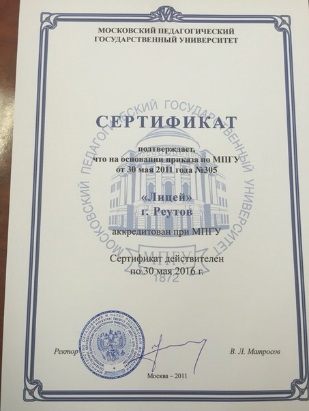 МОСКОВСКИЙ ПЕДАГОГИЧЕСКИЙ
ГОСУДАРСТВЕННЫЙ УНИВЕРСИТЕТ
СЕРТИФИКАТ
подтверждает,
что на основании приказа по МПГУ
от 30 мая 2011 года №305
«Лицей»
г. Реутов
аккредитован при МПГУ
Сертификат действителен
по 30 мая 2016 г.
МОСКОВСКИЙ ПЕДАГОГИЧЕСКИЙ ГОСУДАРСТВЕННЫЙ УНИВЕРСИТЕТ
МПГУ
1872
Ректор
В. Л. Матросов
Москва - 2011